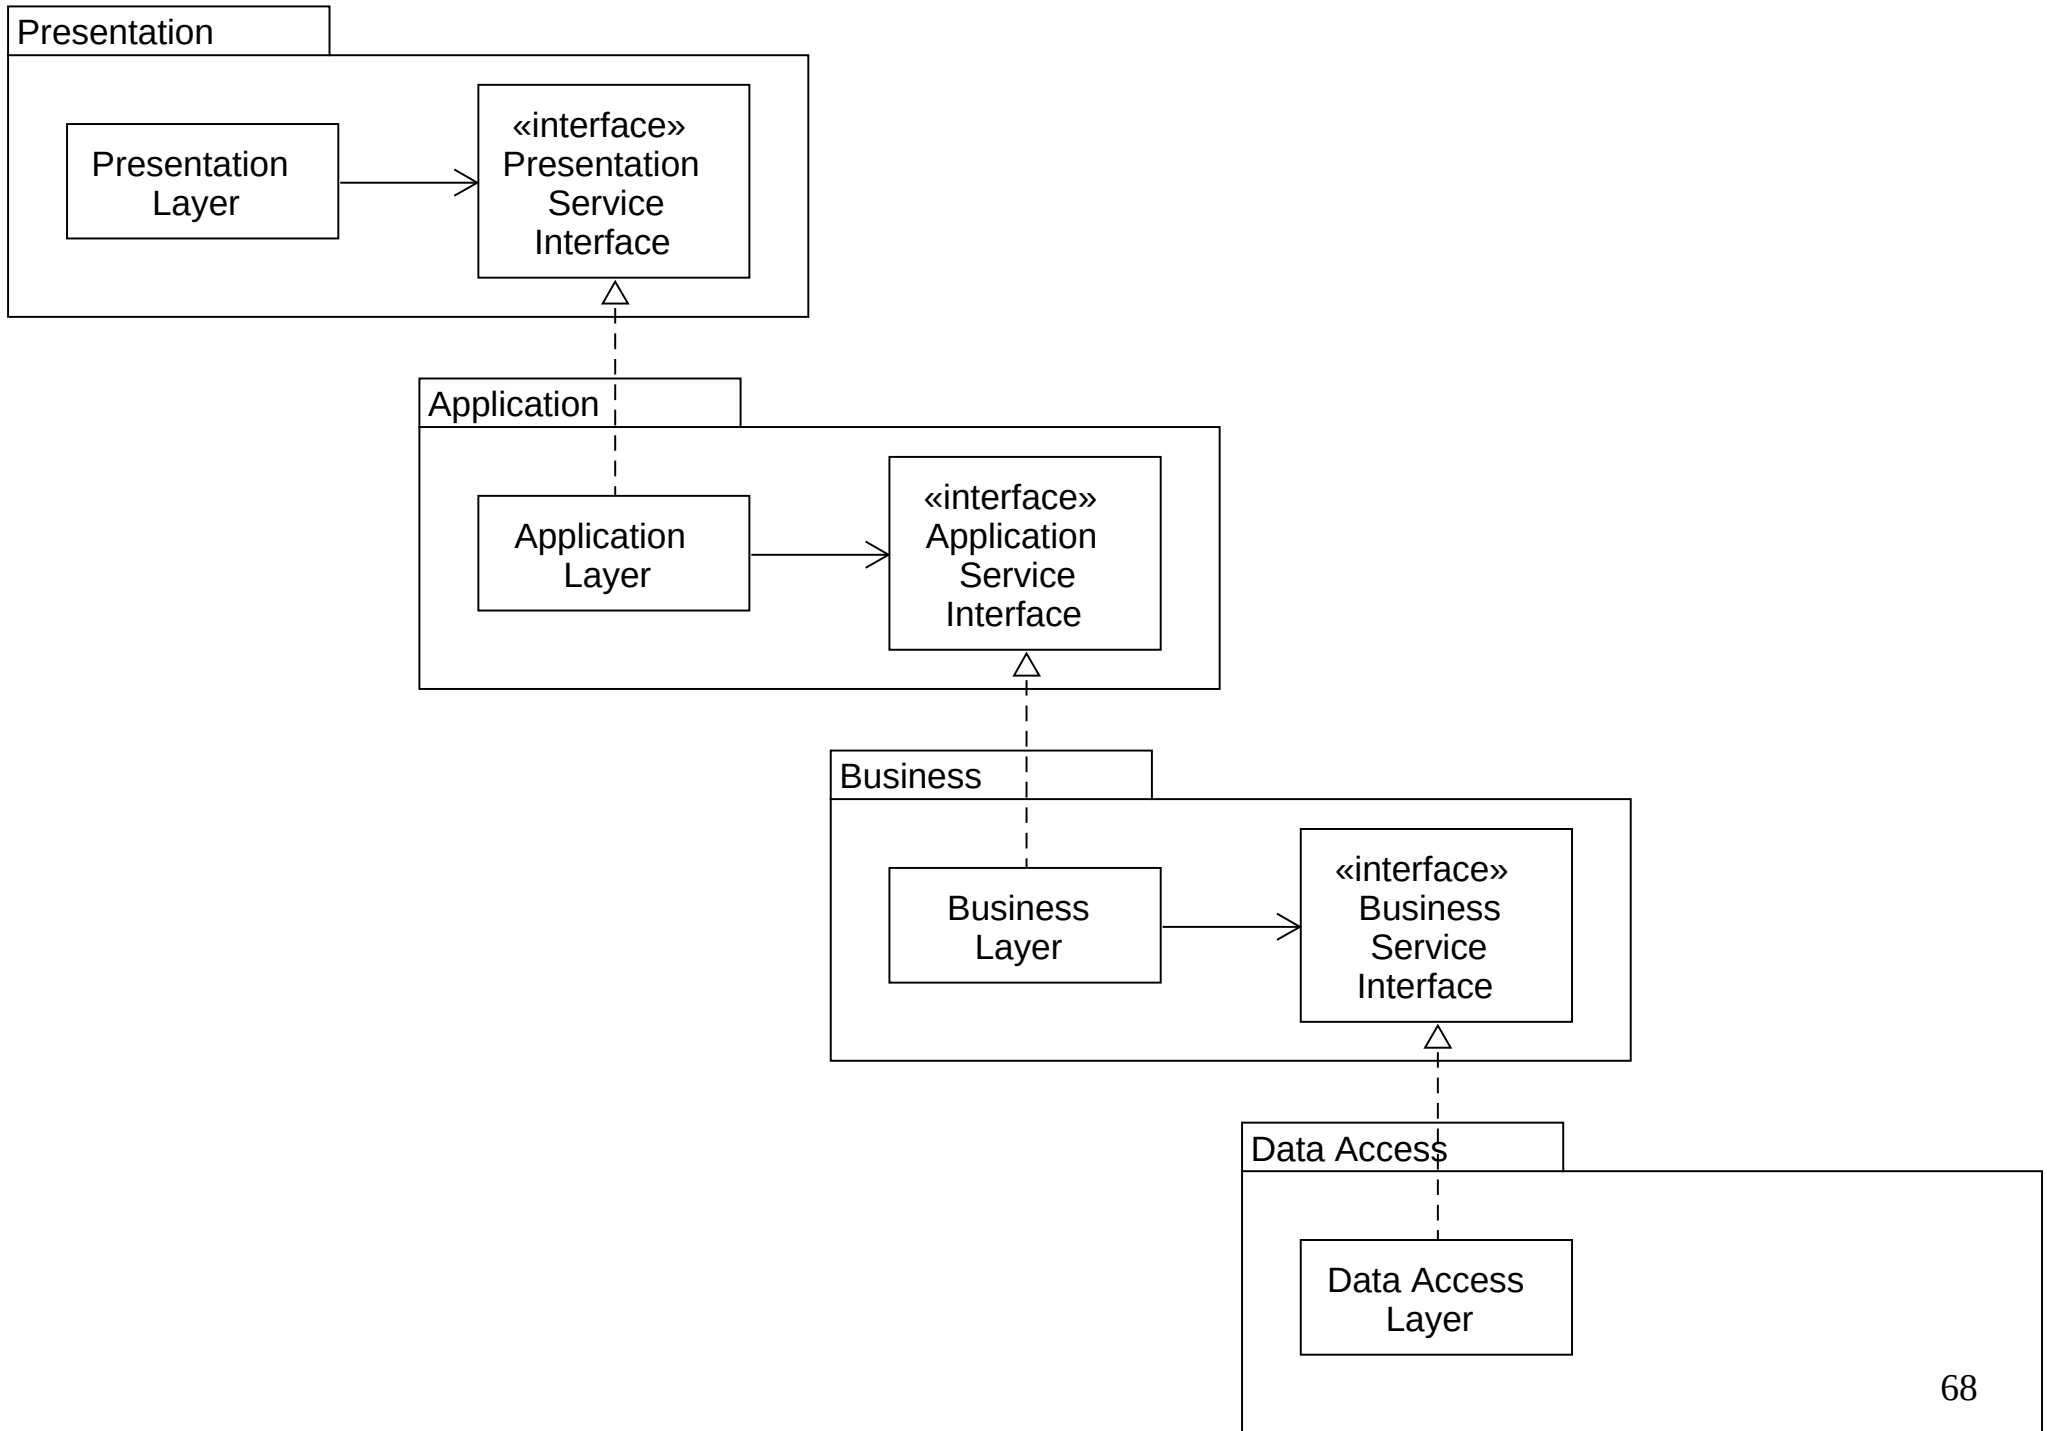 Presentation
«interface»
Presentation
Service
Interface
Presentation
Layer
Application
«interface»
Application
Service
Interface
Application
Layer
Business
«interface»
Business
Service
Interface
Business
Layer
Data Access
Data Access
Layer
68